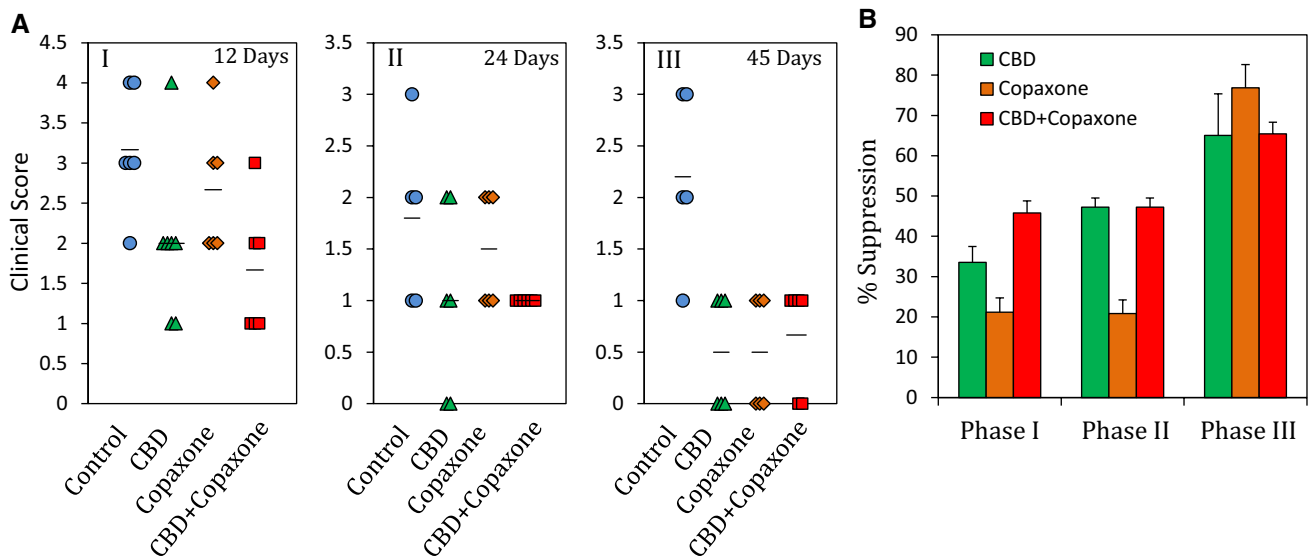 A
Clinical Score
4.5
4
3.5
3
2.5
2
1.5
1
0.5
0
I
12 Days
Control
CBD
Copaxone
CBD+Copaxone
3.5
3
2.5
2
1.5
1
0.5
0
II
24 Days
Control
CBD
Copaxone
CBD+Copaxone
3.5
3
2.5
2
1.5
1
0.5
0
III
45 Days
Control
CBD
Copaxone
CBD+Copaxone
B
% Suppression
90
80
70
60
50
40
30
20
10
0
CBD
Copaxone
CBD+Copaxone
Phase I
Phase II
Phase III